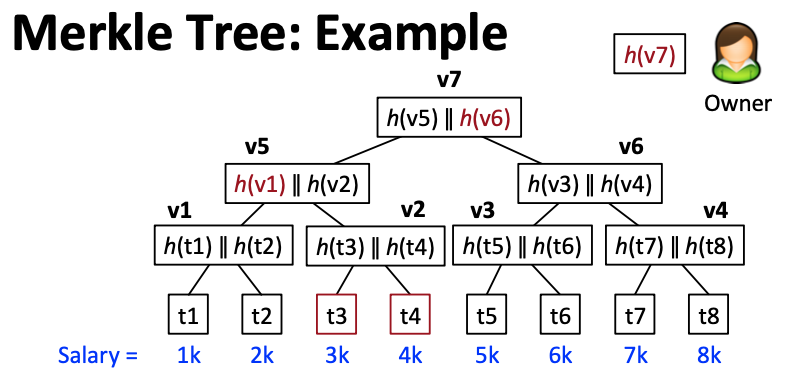 Merkle Tree: Example
h(v7)
Owner
v7
h(v5) ‖ h(v6)
v5
v6
h(v1) ‖ h(v2)
h(v3) ‖ h(v4)
v1
v2
v3
v4
h(t1) ‖ h(t2)
h(t3) ‖ h(t4)
h(t5) ‖ h(t6)
h(t7) ‖ h(t8)
t1 t2 t3 t4 t5 t6 t7 t8
Salary = 1k 2k 3k 4k 5k 6k 7k 8k